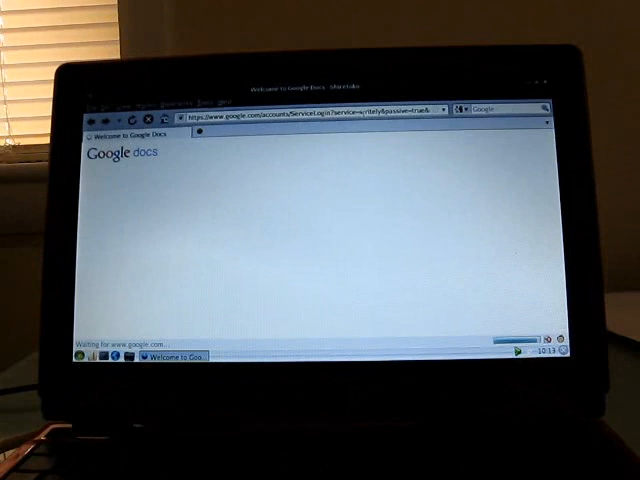 Welcome to Google Docs - Shiretoko
https://www.google.com/accounts/ServiceLogin?service=writely&passive=true&
Google
Welcome to Google Docs
Google docs
Waiting for www.google.com...
Welcome to Goo...
10:13